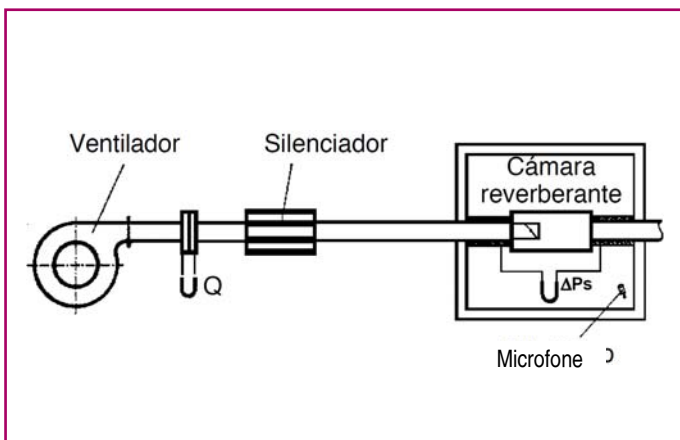 Ventilador
Silenciador
Cámara
reverberante
Q
ΔPs
Microfone